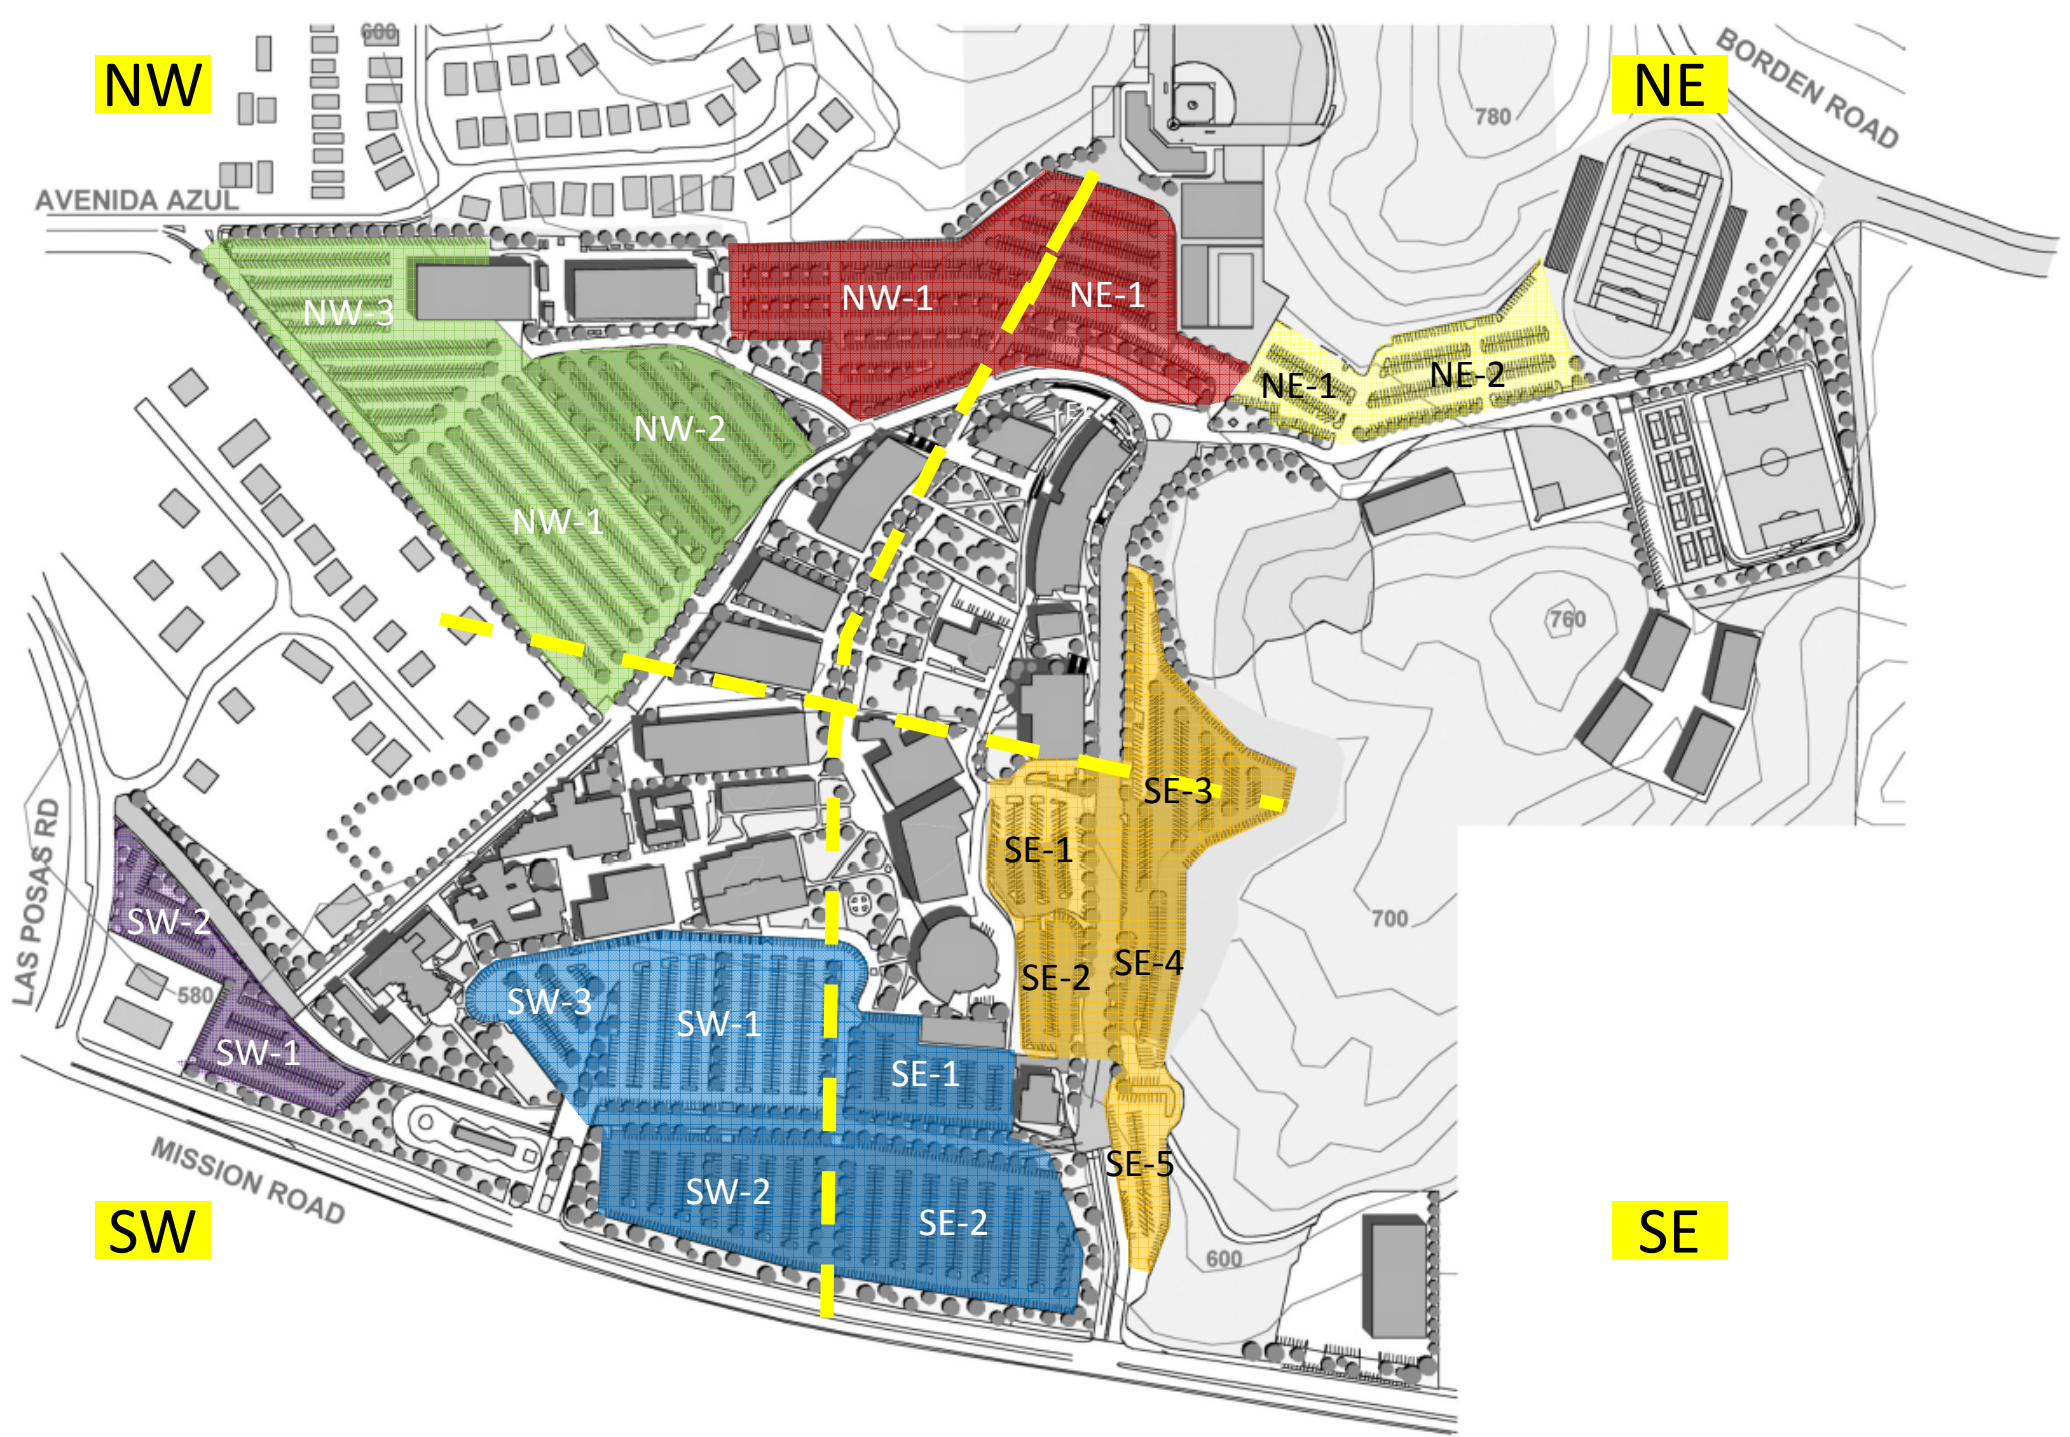 600
NW
NE
BORDEN ROAD
780
AVENIDA AZUL
NW-3
NW-1
NE-1
NE-1
NE-2
NW-2
NW-1
760
SE-3
LAS POSAS RD
SE-1
SW-2
700
SE-2
SE-4
580
SW-3
SW-1
SW-1
SE-1
MISSION ROAD
SW-2
SE-5
SE-2
SW
SE
600